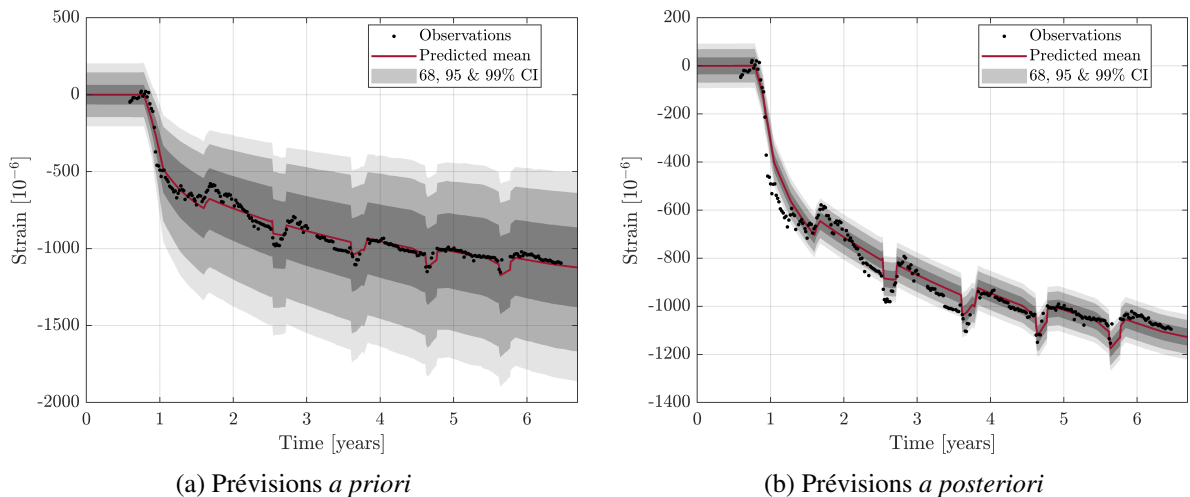 500
0
-500
-1000
-1500
-2000
Strain [10⁻⁶]
0 1 2 3 4 5 6
Time [years]
Observations
Predicted mean
68, 95 & 99% CI
(a) Prévisions a priori
200
0
-200
-400
-600
-800
-1000
-1200
-1400
Strain [10⁻⁶]
0 1 2 3 4 5 6
Time [years]
Observations
Predicted mean
68, 95 & 99% CI
(b) Prévisions a posteriori